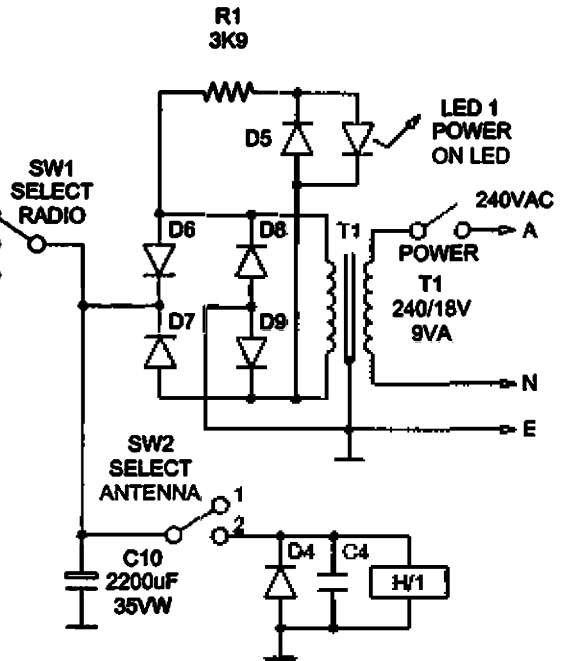 R1
3K9
D5
LED 1
POWER
ON LED
SW1
SELECT
RADIO
D6
D8
T1
240VAC
A
POWER
T1
240/18V
9VA
D7
D9
N
E
SW2
SELECT
ANTENNA
1
2
C10
2200uF
35VW
D4
C4
H/1